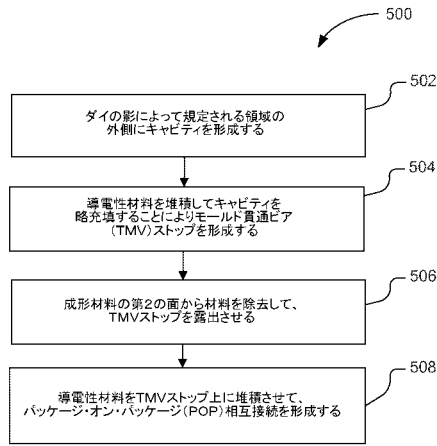 500
502
ダイの影によって規定される領域の
外側にキャビティを形成する
504
導電性材料を堆積してキャビティを
略充填することによりモールド貫通ビア
(TMV)ストップを形成する
506
成形材料の第2の面から材料を除去して、
TMVストップを露出させる
508
導電性材料をTMVストップ上に堆積させて、
パッケージ・オン・パッケージ(POP)相互接続を形成する